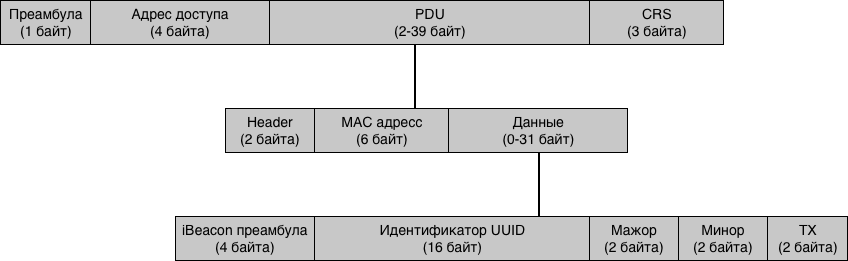 Преамбула
(1 байт)
Адрес доступа
(4 байта)
PDU
(2-39 байт)
CRS
(3 байта)
Header
(2 байта)
MAC адресс
(6 байт)
Данные
(0-31 байт)
iBeacon преамбула
(4 байта)
Идентификатор UUID
(16 байт)
Мажор
(2 байта)
Минор
(2 байта)
TX
(2 байта)